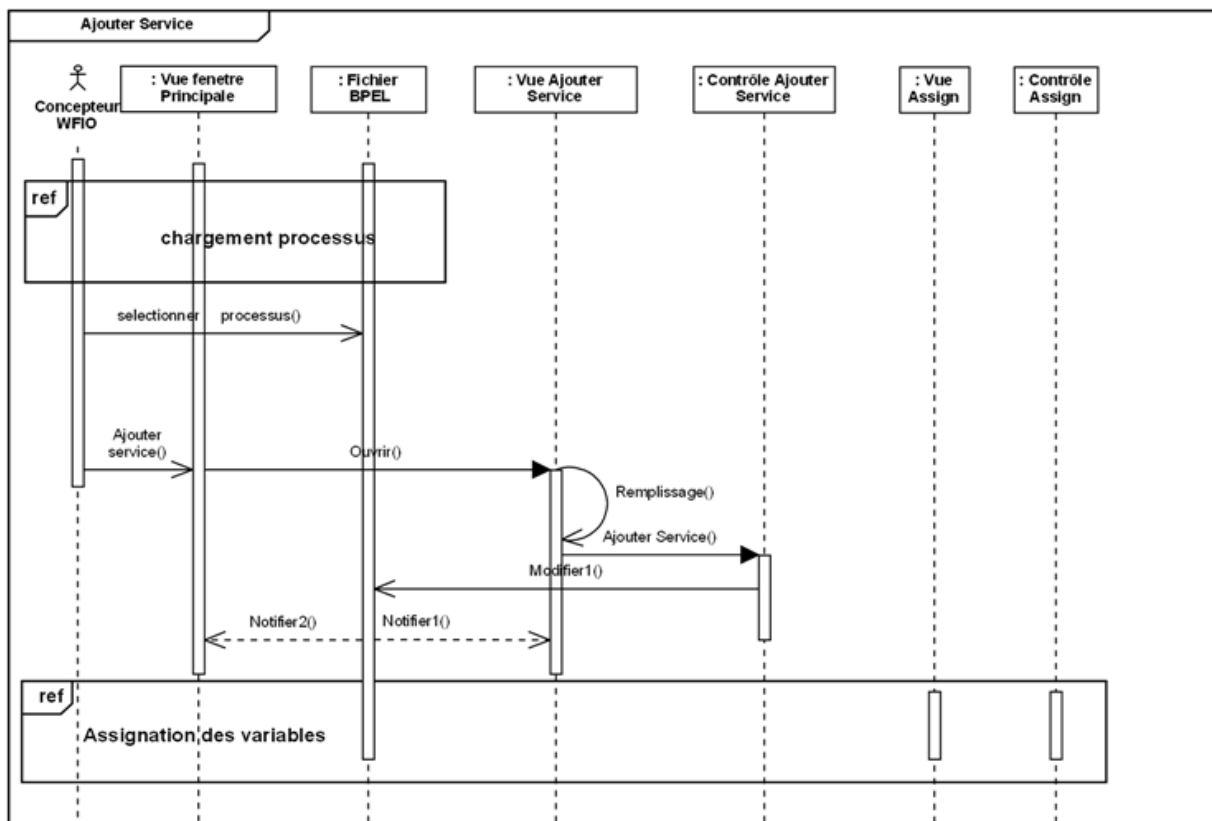 Ajouter Service
Concepteur
WFIO
: Vue fenetre
Principale
: Fichier
BPEL
: Vue Ajouter
Service
: Contrôle Ajouter
Service
: Vue
Assign
: Contrôle
Assign
ref
chargement processus
selectionner processus()
Ajouter
service()
Ouvrir()
Remplissage()
Ajouter Service()
Modifier1()
Notifier2()
Notifier1()
ref
Assignation des variables